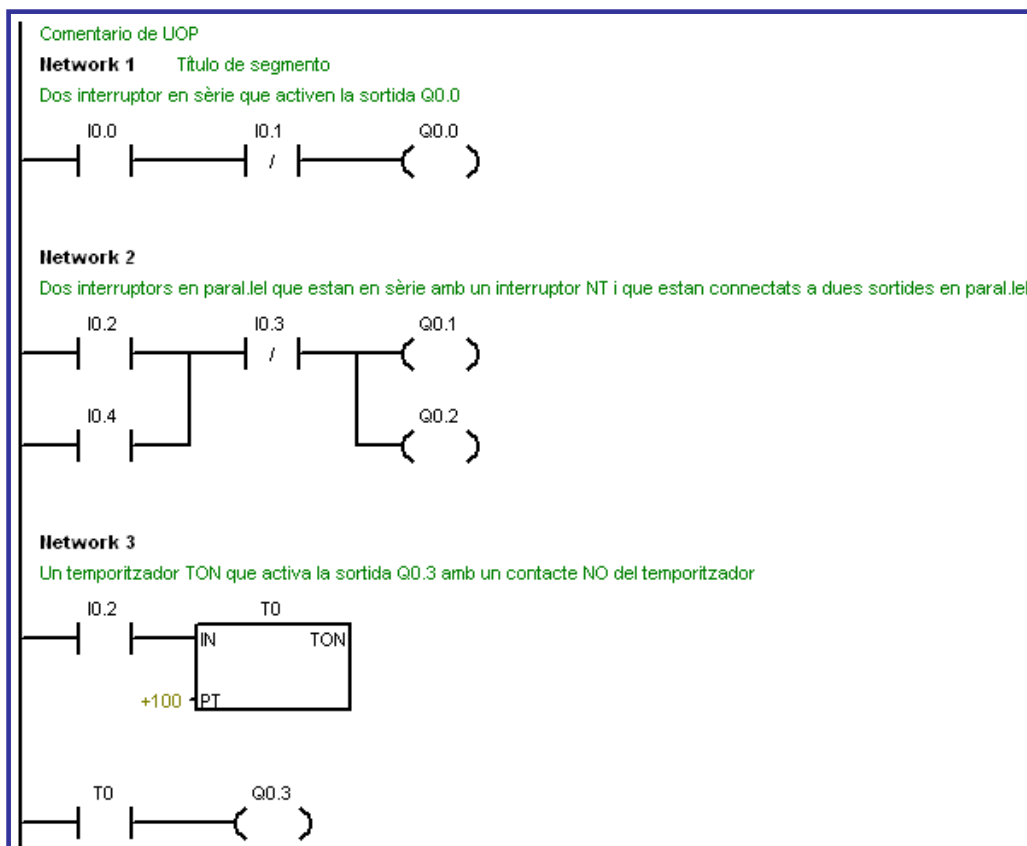 Comentario de UOP
Network 1 Título de segmento
Dos interruptor en sèrie que activen la sortida Q0.0
I0.0 I0.1 Q0.0
/
Network 2
Dos interruptors en paral.lel que estan en sèrie amb un interruptor NT i que estan connectats a dues sortides en paral.lel
I0.2 I0.3 Q0.1
/
I0.4 Q0.2
Network 3
Un temporitzador TON que activa la sortida Q0.3 amb un contacte NO del temporitzador
I0.2 T0
IN TON
+100 PT
T0 Q0.3